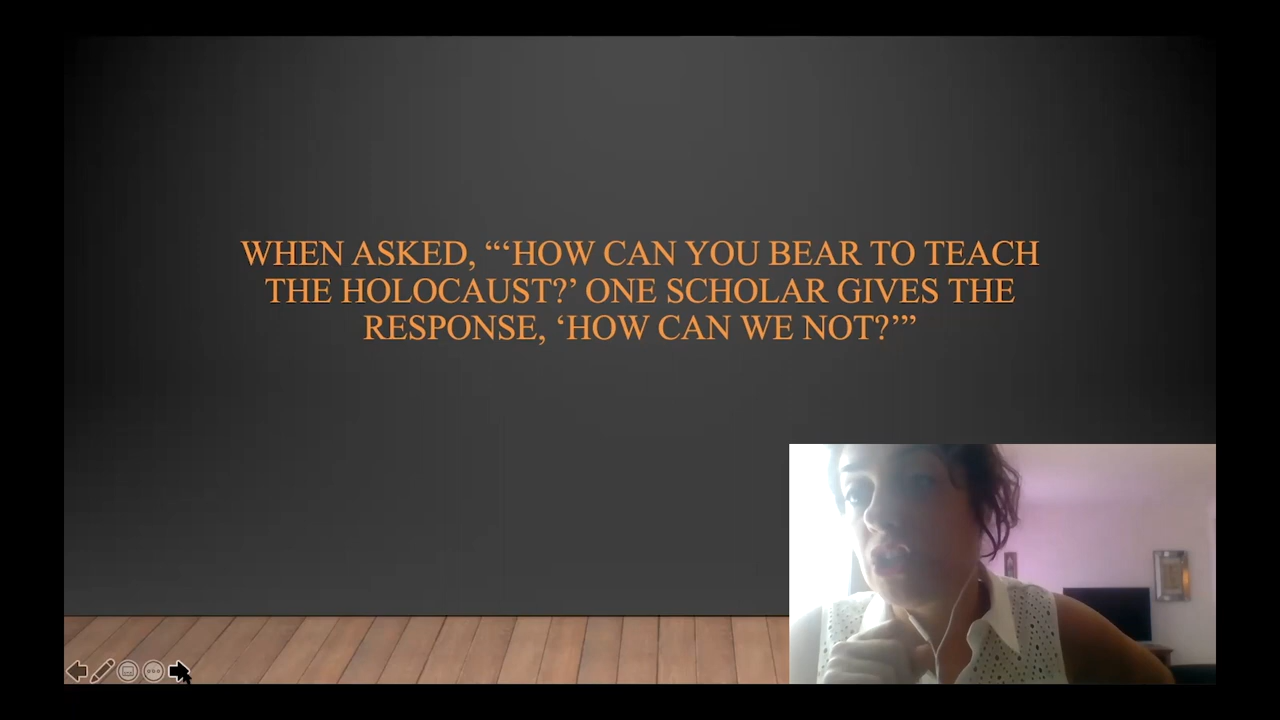 WHEN ASKED, “‘HOW CAN YOU BEAR TO TEACH
THE HOLOCAUST?’ ONE SCHOLAR GIVES THE
RESPONSE, ‘HOW CAN WE NOT?’”